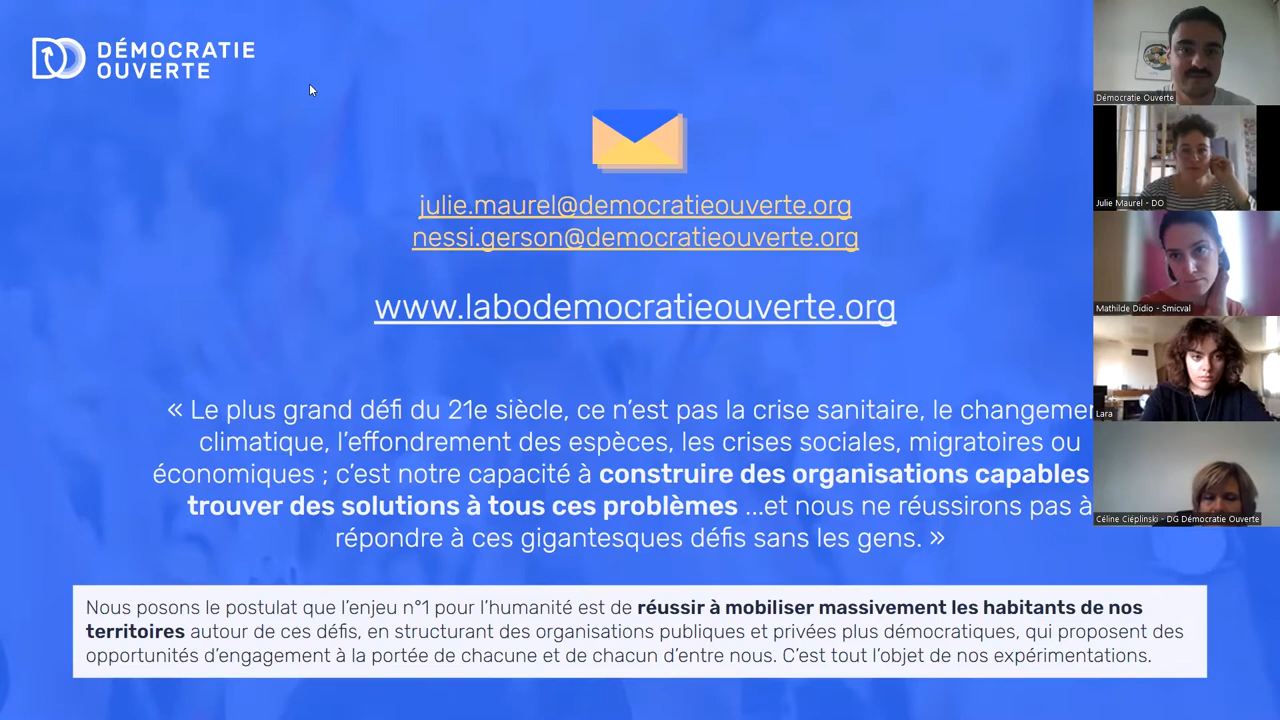 DÉMOCRATIE
OUVERTE
julie.maurel@democratieouverte.org
nessi.gerson@democratieouverte.org
www.labodemocratieouverte.org
« Le plus grand défi du 21e siècle, ce n’est pas la crise sanitaire, le changemen
climatique, l’effondrement des espèces, les crises sociales, migratoires ou
économiques ; c’est notre capacité à construire des organisations capables
trouver des solutions à tous ces problèmes ...et nous ne réussirons pas à
répondre à ces gigantesques défis sans les gens. »
Nous posons le postulat que l’enjeu n°1 pour l’humanité est de réussir à mobiliser massivement les habitants de nos
territoires autour de ces défis, en structurant des organisations publiques et privées plus démocratiques, qui proposent des
opportunités d’engagement à la portée de chacune et de chacun d’entre nous. C’est tout l’objet de nos expérimentations.
Démocratie Ouverte
Julie Maurel - DO
Mathilde Didio - Smicval
Lara
Céline Ciéplinski - DG Démocratie Ouverte